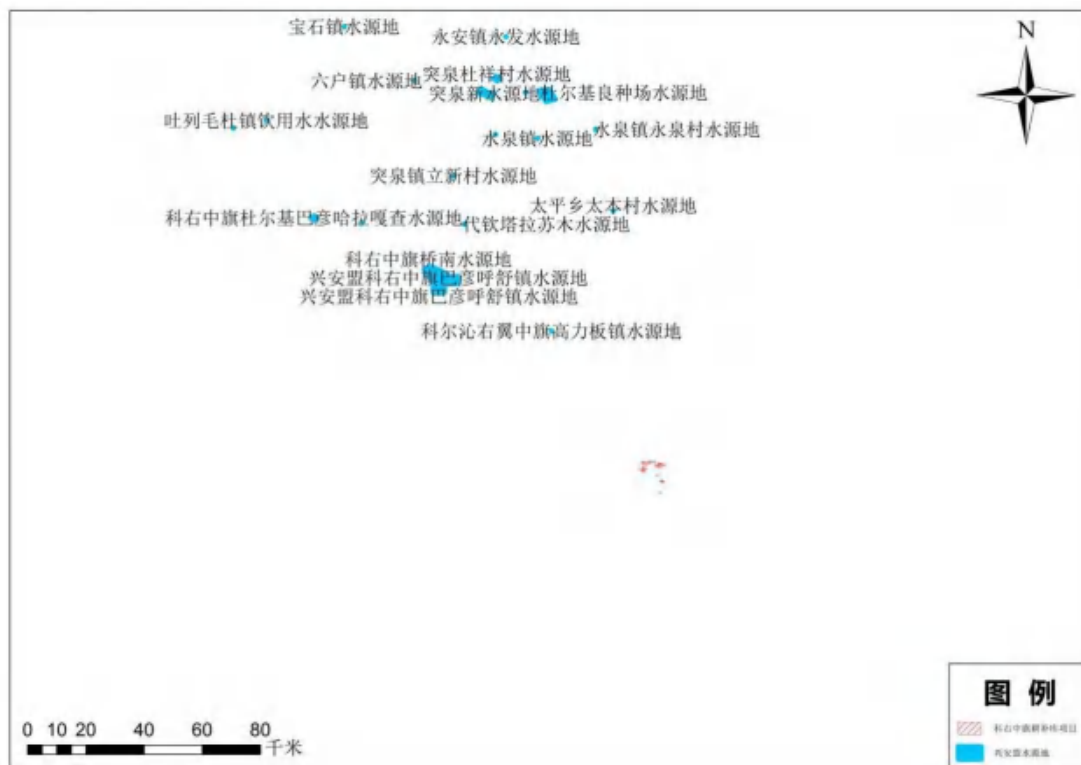 宝石镇水源地
永安镇永发水源地
N
六户镇水源地
突泉杜祥村水源地
突泉新水源地
杜尔基良种场水源地
吐列毛杜镇饮用水水源地
水泉镇水源地
水泉镇永泉村水源地
突泉镇立新村水源地
太平乡太本村水源地
科右中旗杜尔基巴彦哈拉嘎查水源地
代钦塔拉苏木水源地
科右中旗桥南水源地
兴安盟科右中旗巴彦呼舒镇水源地
兴安盟科右中旗巴彦呼舒镇水源地
科尔沁右翼中旗高力板镇水源地
图 例
兴安盟水源地
0 10 20 40 60 80
千米